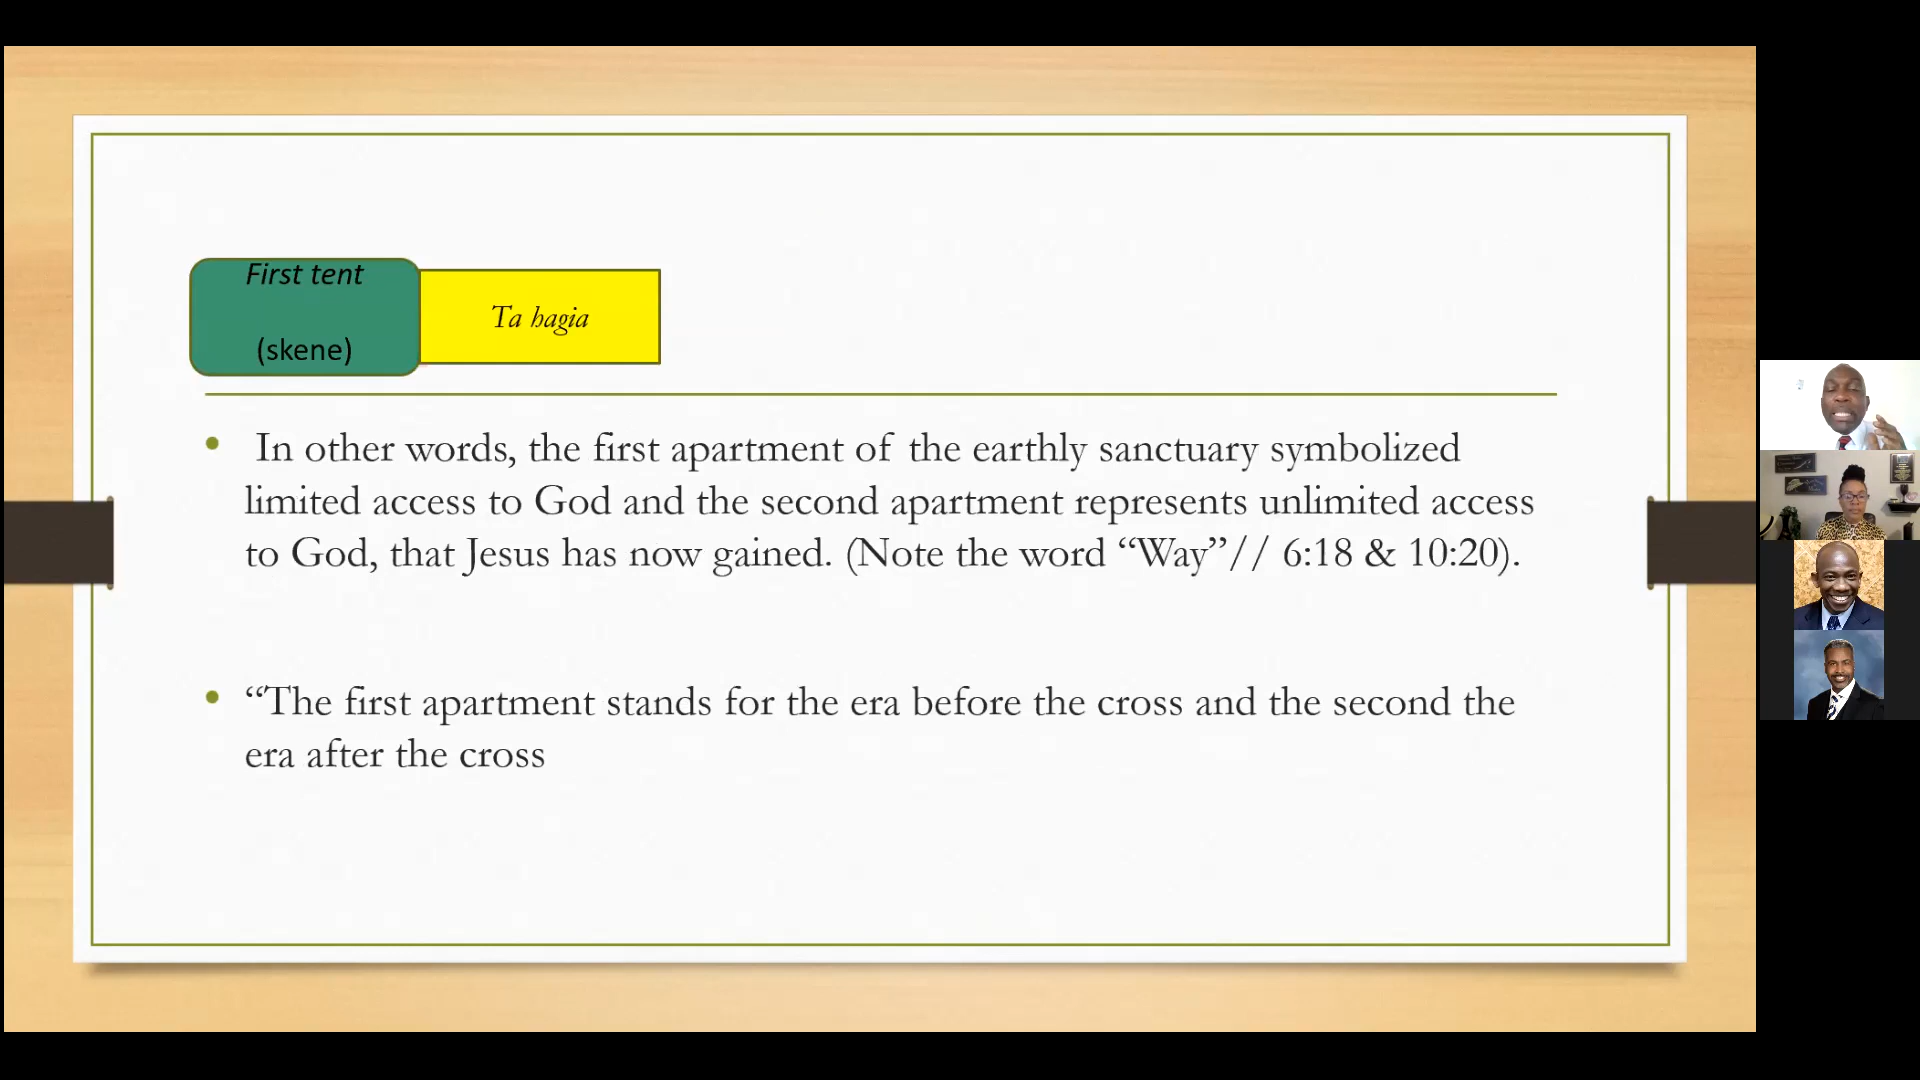 First tent
(skene)
Ta hagia
• In other words, the first apartment of the earthly sanctuary symbolized
limited access to God and the second apartment represents unlimited access
to God, that Jesus has now gained. (Note the word “Way”// 6:18 & 10:20).
• “The first apartment stands for the era before the cross and the second the
era after the cross